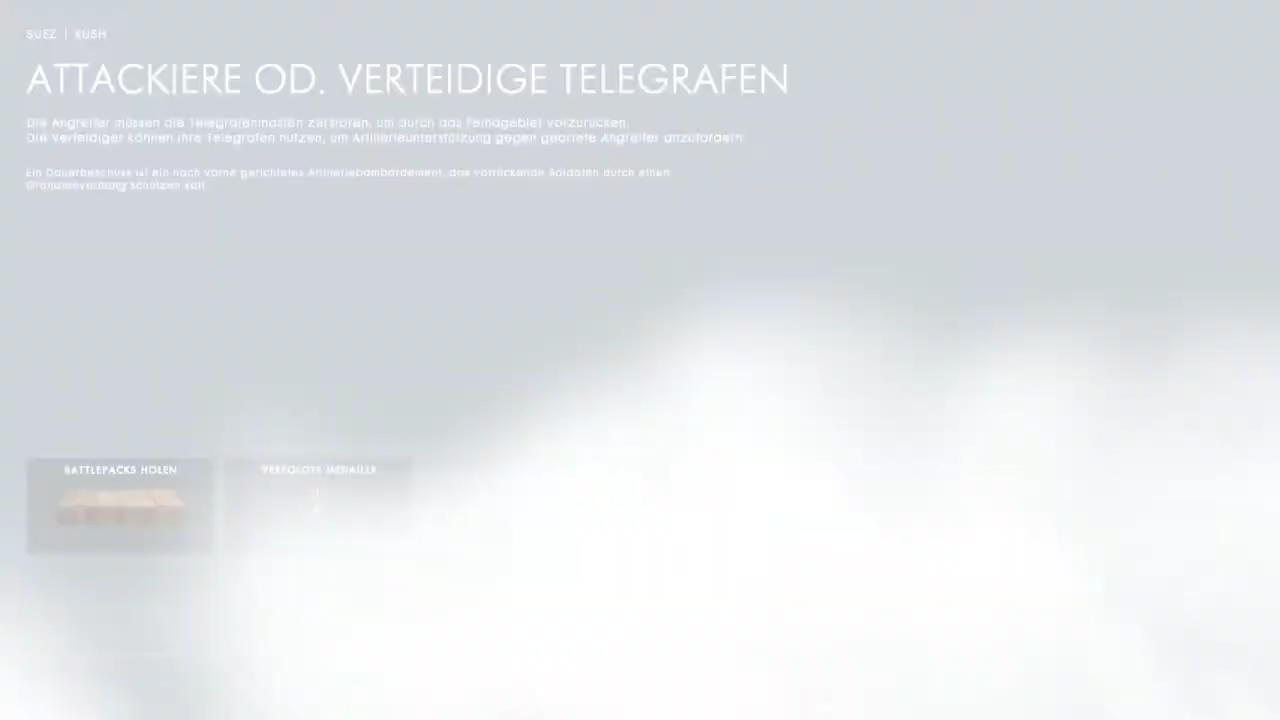 SUEZ | RUSH
ATTACKIERE OD. VERTEIDIGE TELEGRAFEN
Die Angreifer müssen die Telegrafenmasten zerstören, um durch das Feindgebiet vorzurücken.
Die Verteidiger können ihre Telegrafen nutzen, um Artillerieunterstützung gegen geortete Angreifer anzufordern.
Ein Dauerbeschuss ist ein nach vorne gerichtetes Artilleriebombardement, das vorrückende Soldaten durch einen
schützen soll.
BATTLEPACKS HOLEN
VERFOLGTE MEDAILLE